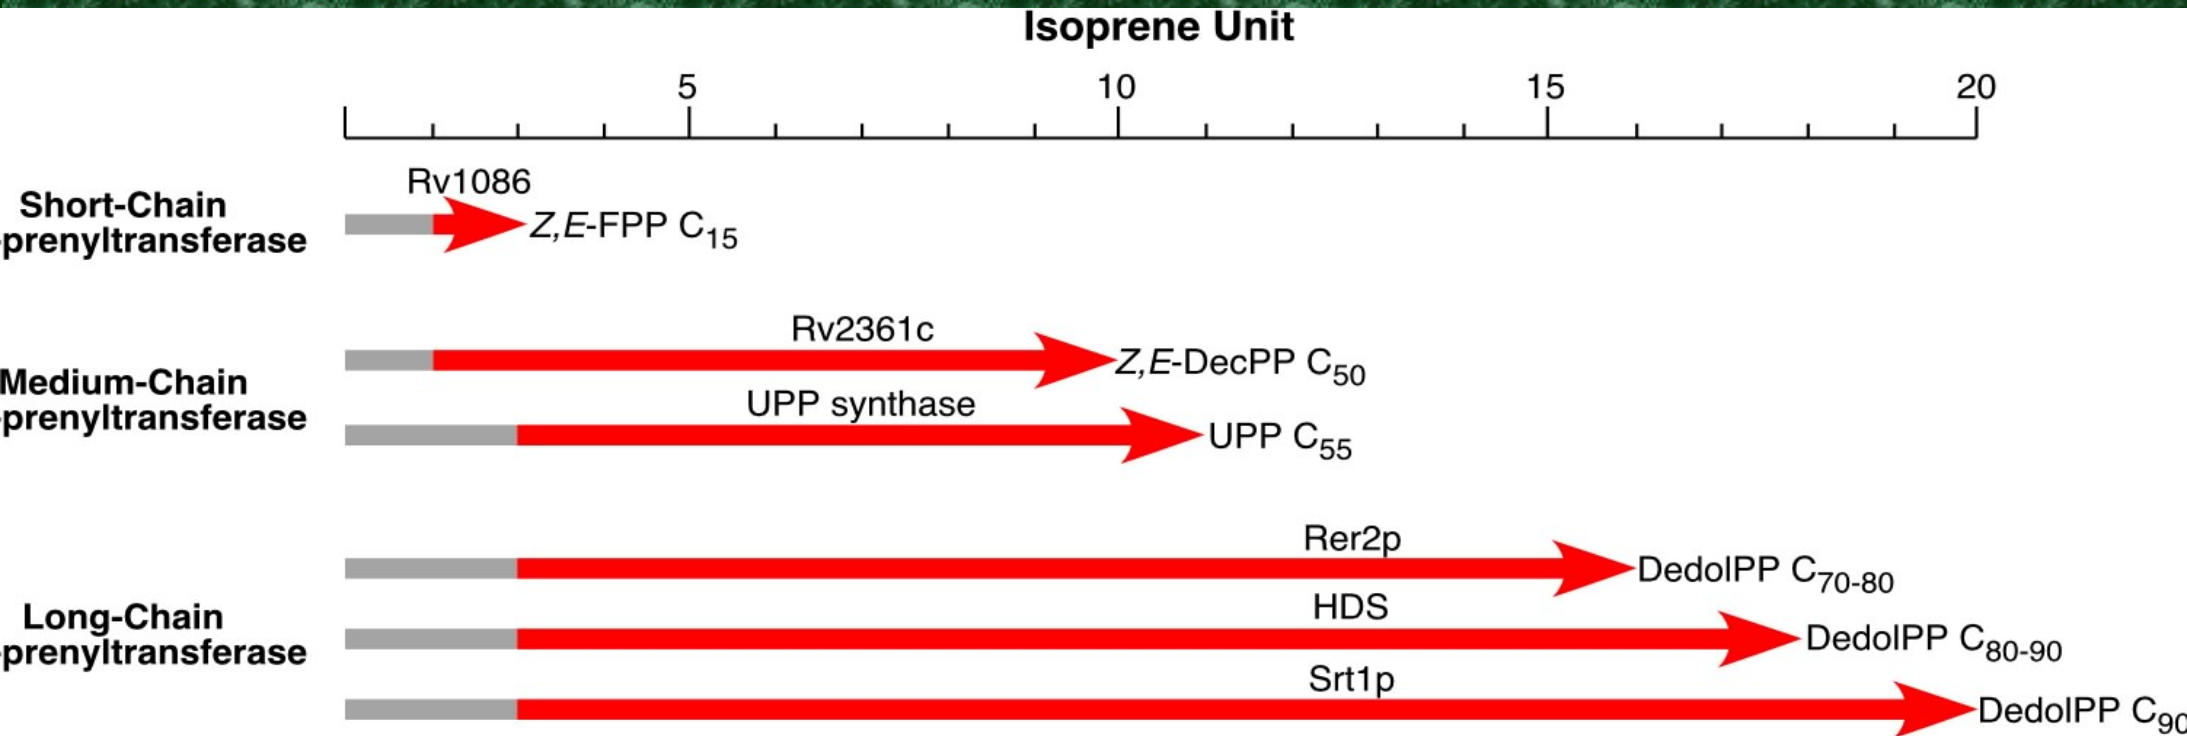 Isoprene Unit
5 10 15 20
Rv1086
Short-Chain
-prenyltransferase
Z,E-FPP C15
Rv2361c
Z,E-DecPP C50
Medium-Chain
-prenyltransferase
UPP synthase
UPP C55
Rer2p
DedolPP C70-80
Long-Chain
-prenyltransferase
HDS
DedolPP C80-90
Srt1p
DedolPP C90